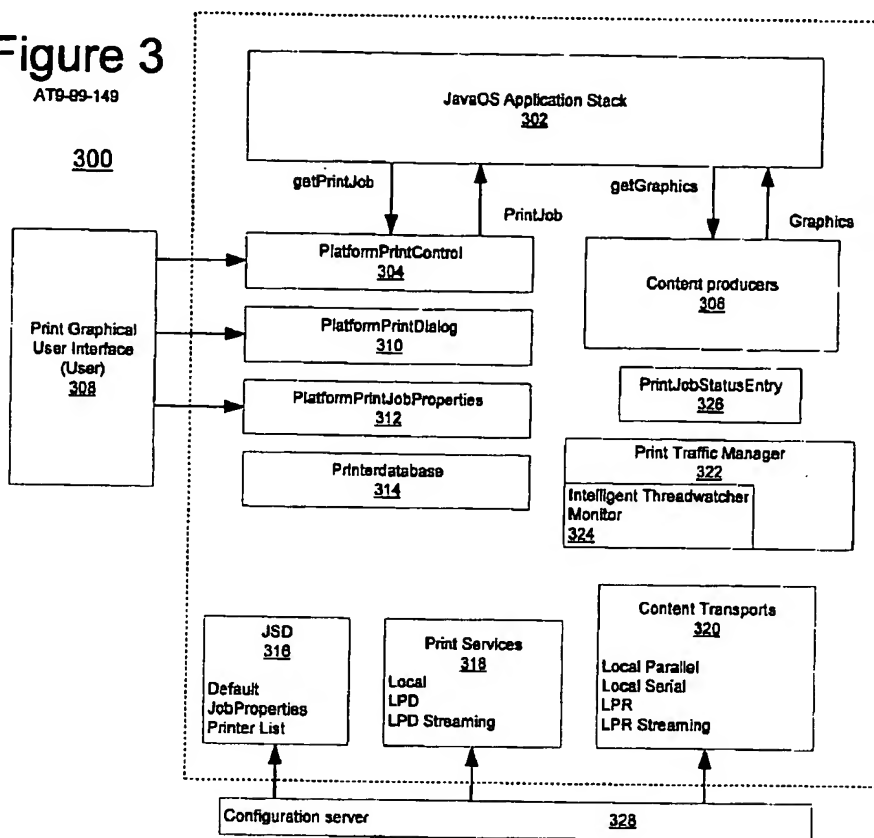 Figure 3
AT9-99-149
300
JavaOS Application Stack
302
getPrintJob
PrintJob
getGraphics
Graphics
Print Graphical
User Interface
(User)
308
PlatformPrintControl
304
PlatformPrintDialog
310
PlatformPrintJobProperties
312
Printerdatabase
314
Content producers
306
PrintJobStatusEntry
326
Print Traffic Manager
322
Intelligent Threadwatcher
Monitor
324
JSD
316
Default
JobProperties
Printer List
Print Services
318
Local
LPD
LPD Streaming
Content Transports
320
Local Parallel
Local Serial
LPR
LPR Streaming
Configuration server 328